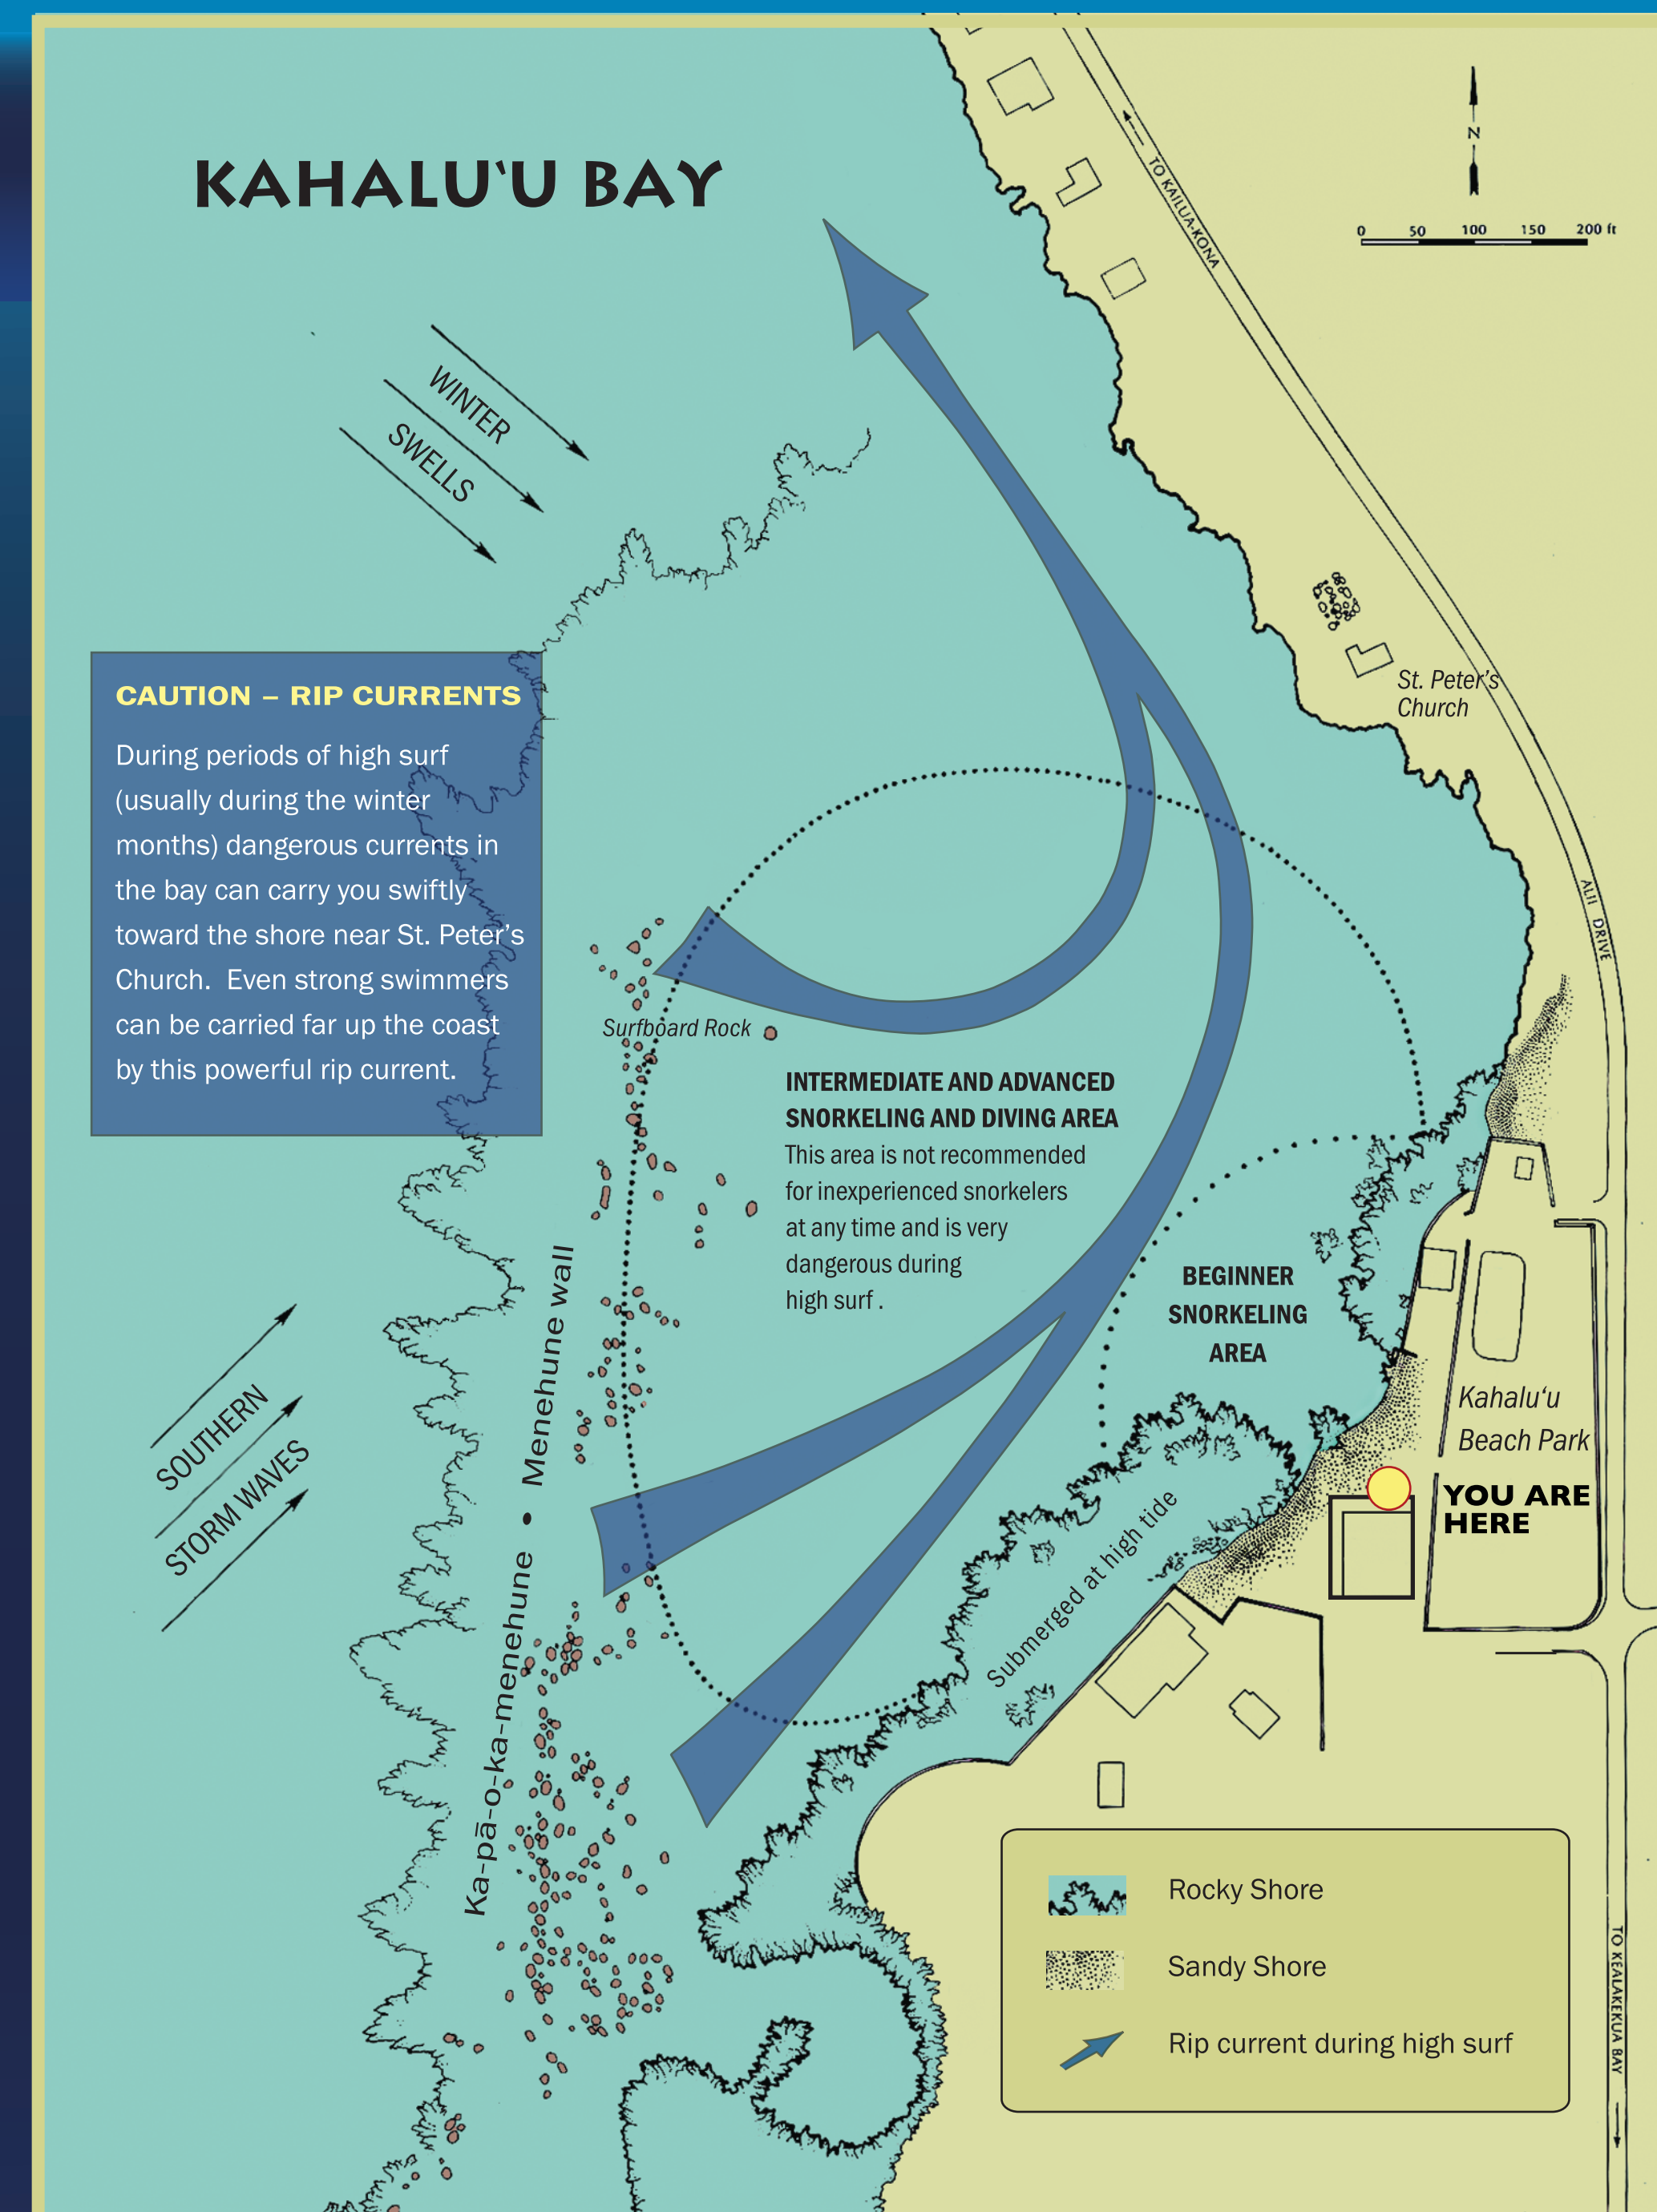 KAHALU‘U BAY
N
0 50 100 150 200 ft
TO KAILUA-KONA
WINTER
SWELLS
St. Peter’s
Church
CAUTION – RIP CURRENTS
During periods of high surf
(usually during the winter
months) dangerous currents in
the bay can carry you swiftly
toward the shore near St. Peter’s
Church. Even strong swimmers
can be carried far up the coast
by this powerful rip current.
ALII DRIVE
Surfboard Rock
INTERMEDIATE AND ADVANCED
SNORKELING AND DIVING AREA
This area is not recommended
for inexperienced snorkelers
at any time and is very
dangerous during
high surf .
BEGINNER
SNORKELING
AREA
SOUTHERN
STORM WAVES
Ka-pā-o-ka-menehune • Menehune wall
Kahalu‘u
Beach Park
YOU ARE
HERE
Submerged at high tide
Rocky Shore
Sandy Shore
Rip current during high surf
TO KEALAKEKUA BAY